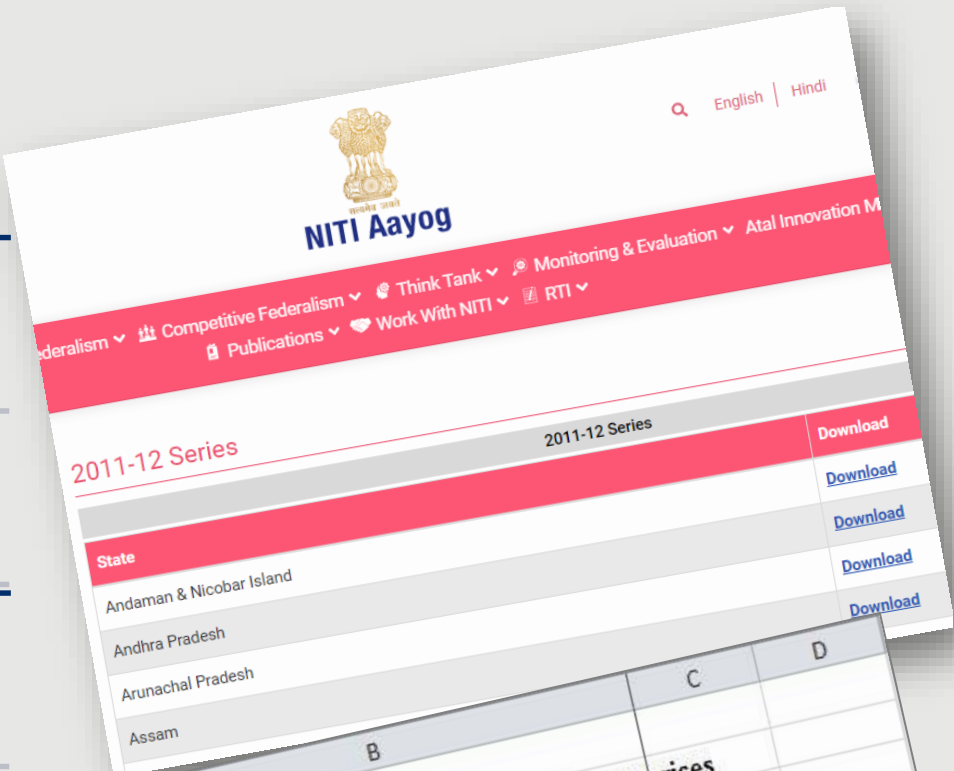 English | Hindi
सत्यमेव जयते
NITI Aayog
ederalism Competitive Federalism Think Tank Monitoring & Evaluation Atal Innovation M
Publications Work With NITI RTI
2011-12 Series
2011-12 Series
State Download
Andaman & Nicobar Island Download
Andhra Pradesh Download
Arunachal Pradesh Download
Assam Download
B C D
rises